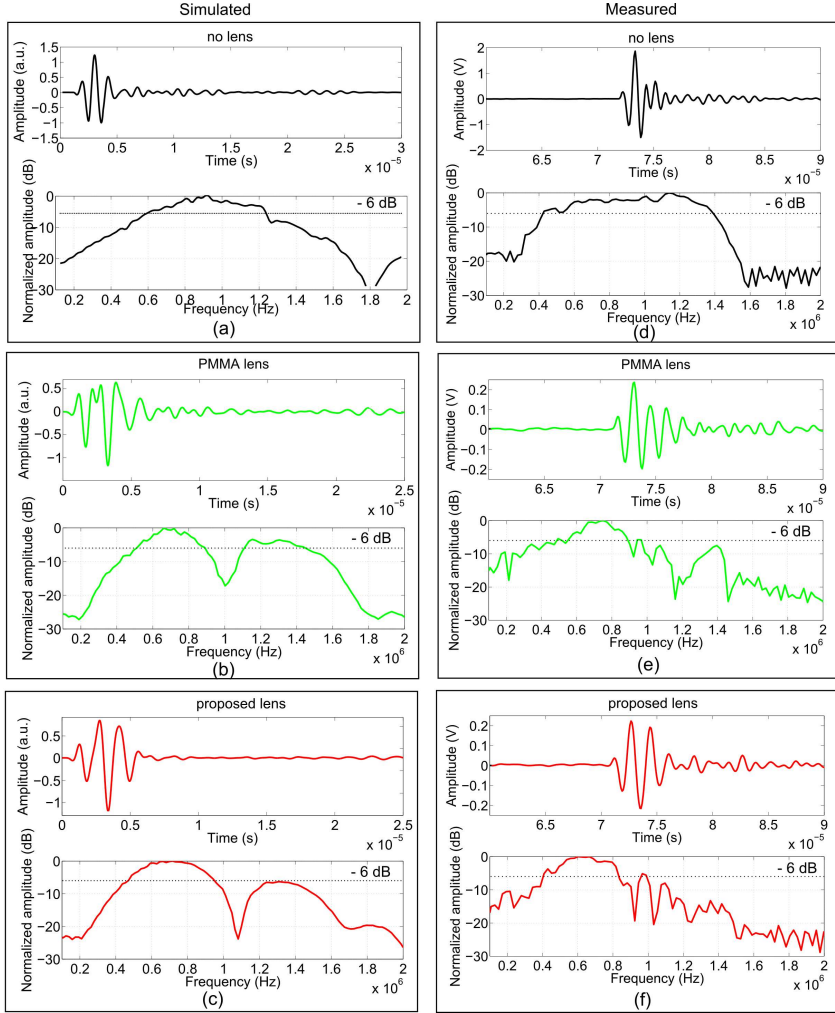 Simulated
no lens
Amplitude (a.u.)
1.5
1
0.5
0
−0.5
−1
−1.5
0 0.5 1 1.5 2 2.5 3
Time (s)
x 10⁻⁵
Normalized amplitude (dB)
0
−10
−20
−30
- 6 dB
0.2 0.4 0.6 0.8 1 1.2 1.4 1.6 1.8 2
Frequency (Hz)
x 10⁶
(a)
PMMA lens
Amplitude (a.u.)
0.5
0
−0.5
−1
0 0.5 1 1.5 2 2.5
Time (s)
x 10⁻⁵
Normalized amplitude (dB)
0
−10
−20
−30
- 6 dB
0.2 0.4 0.6 0.8 1 1.2 1.4 1.6 1.8 2
Frequency (Hz)
x 10⁶
(b)
proposed lens
Amplitude (a.u.)
0.5
0
−0.5
−1
0 0.5 1 1.5 2 2.5
Time (s)
x 10⁻⁵
Normalized amplitude (dB)
0
−10
−20
−30
- 6 dB
0.2 0.4 0.6 0.8 1 1.2 1.4 1.6 1.8 2
Frequency (Hz)
x 10⁶
(c)
Measured
no lens
Amplitude (V)
2
1
0
−1
−2
6.5 7 7.5 8 8.5 9
Time (s)
x 10⁻⁵
Normalized amplitude (dB)
0
−10
−20
−30
- 6 dB
0.2 0.4 0.6 0.8 1 1.2 1.4 1.6 1.8 2
Frequency (Hz)
x 10⁶
(d)
PMMA lens
Amplitude (V)
0.2
0.1
0
−0.1
−0.2
6.5 7 7.5 8 8.5 9
Time (s)
x 10⁻⁵
Normalized amplitude (dB)
0
−10
−20
−30
- 6 dB
0.2 0.4 0.6 0.8 1 1.2 1.4 1.6 1.8 2
Frequency (Hz)
x 10⁶
(e)
proposed lens
Amplitude (V)
0.2
0.1
0
−0.1
−0.2
6.5 7 7.5 8 8.5 9
Time (s)
x 10⁻⁵
Normalized amplitude (dB)
0
−10
−20
−30
- 6 dB
0.2 0.4 0.6 0.8 1 1.2 1.4 1.6 1.8 2
Frequency (Hz)
x 10⁶
(f)